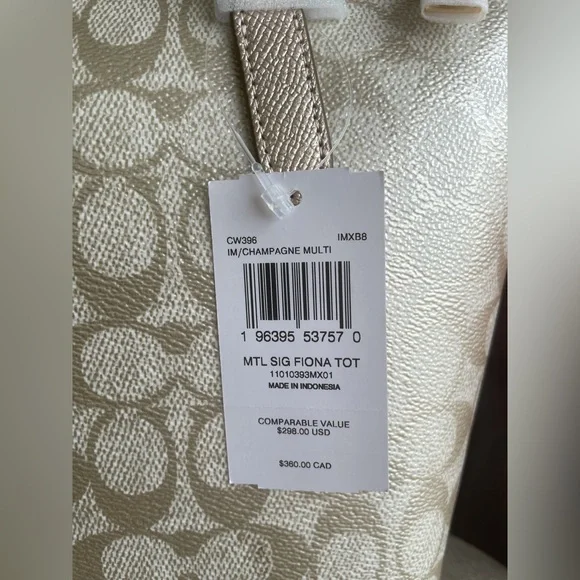 CW396 IMXB8
IM/CHAMPAGNE MULTI
1 96395 53757 0
MTL SIG FIONA TOT
11010393MX01
MADE IN INDONESIA
COMPARABLE VALUE
$298.00 USD
$360.00 CAD